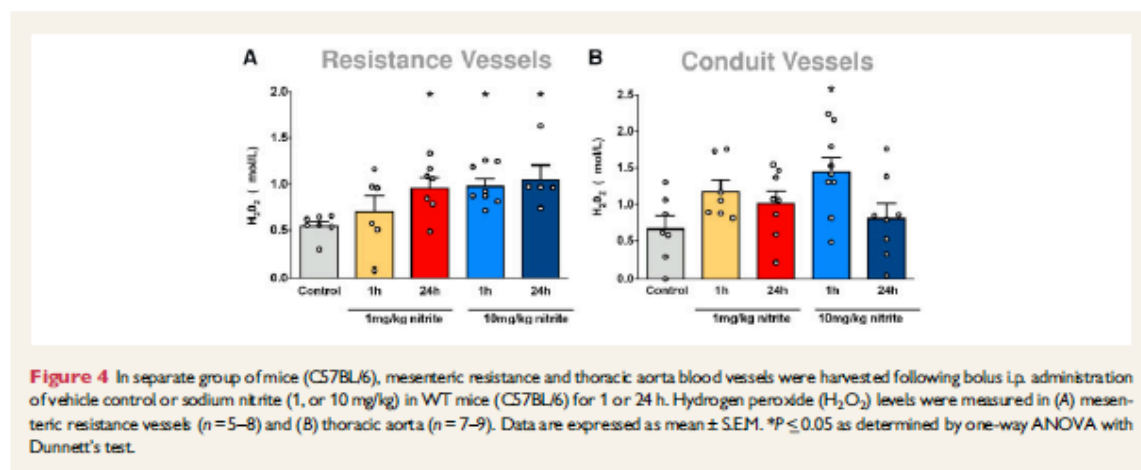 A Resistance Vessels
B Conduit Vessels
H₂O₂ ( mol/L)
2.0
1.5
1.0
0.5
0.0
* * *
Control 1h 24h 1h 24h
1mg/kg nitrite 10mg/kg nitrite
H₂O₂ ( mol/L)
2.5
2.0
1.5
1.0
0.5
0.0
*
Control 1h 24h 1h 24h
1mg/kg nitrite 10mg/kg nitrite
Figure 4 In separate group of mice (C57BL/6), mesenteric resistance and thoracic aorta blood vessels were harvested following bolus i.p. administration
of vehicle control or sodium nitrite (1, or 10 mg/kg) in WT mice (C57BL/6) for 1 or 24 h. Hydrogen peroxide (H₂O₂) levels were measured in (A) mesen-
teric resistance vessels (n = 5–8) and (B) thoracic aorta (n = 7–9). Data are expressed as mean ± S.E.M. *P ≤ 0.05 as determined by one-way ANOVA with
Dunnett's test.